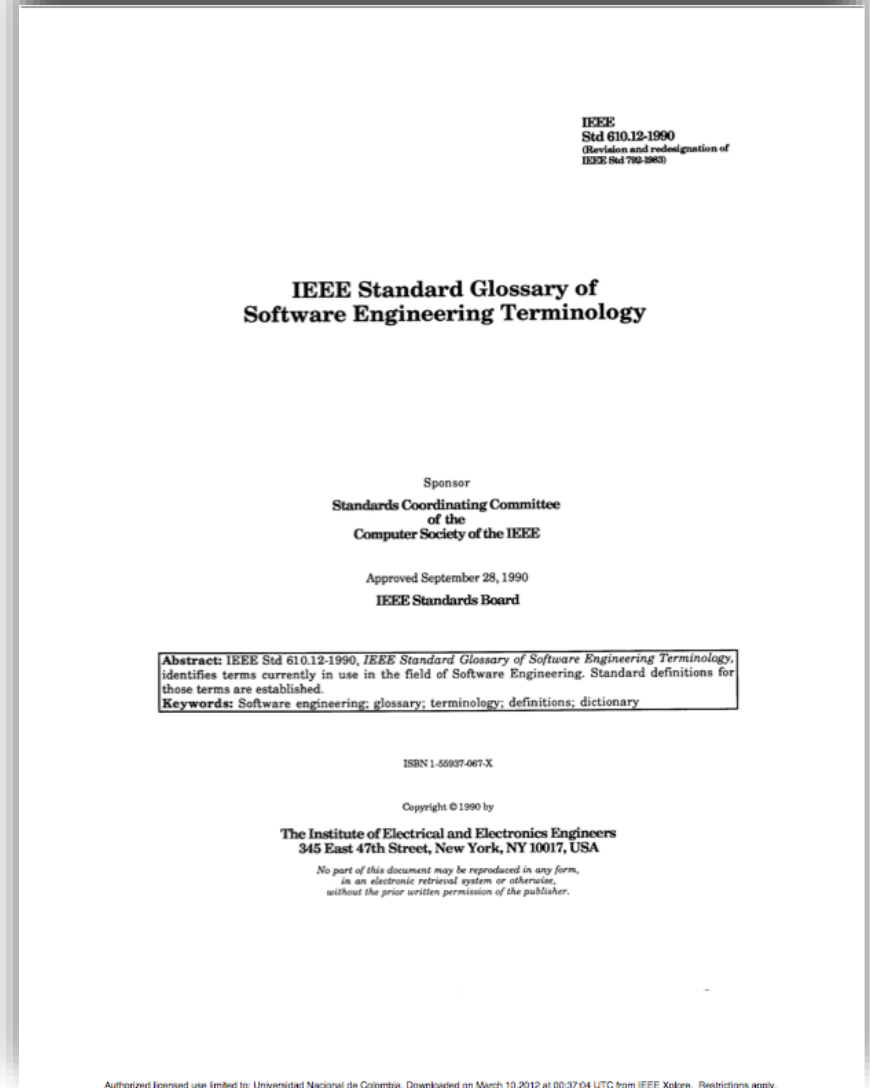 IEEE
Std 610.12-1990
(Revision and redesignation of
IEEE Std 792-1983)
IEEE Standard Glossary of
Software Engineering Terminology
Sponsor
Standards Coordinating Committee
of the
Computer Society of the IEEE
Approved September 28, 1990
IEEE Standards Board
Abstract: IEEE Std 610.12-1990, IEEE Standard Glossary of Software Engineering Terminology,
identifies terms currently in use in the field of Software Engineering. Standard definitions for
those terms are established.
Keywords: Software engineering; glossary; terminology; definitions; dictionary
ISBN 1-55937-067-X
Copyright © 1990 by
The Institute of Electrical and Electronics Engineers
345 East 47th Street, New York, NY 10017, USA
No part of this document may be reproduced in any form,
in an electronic retrieval system or otherwise,
without the prior written permission of the publisher.
Authorized licensed use limited to: Universidad Nacional de Colombia. Downloaded on March 10,2012 at 00:37:04 UTC from IEEE Xplore. Restrictions apply.